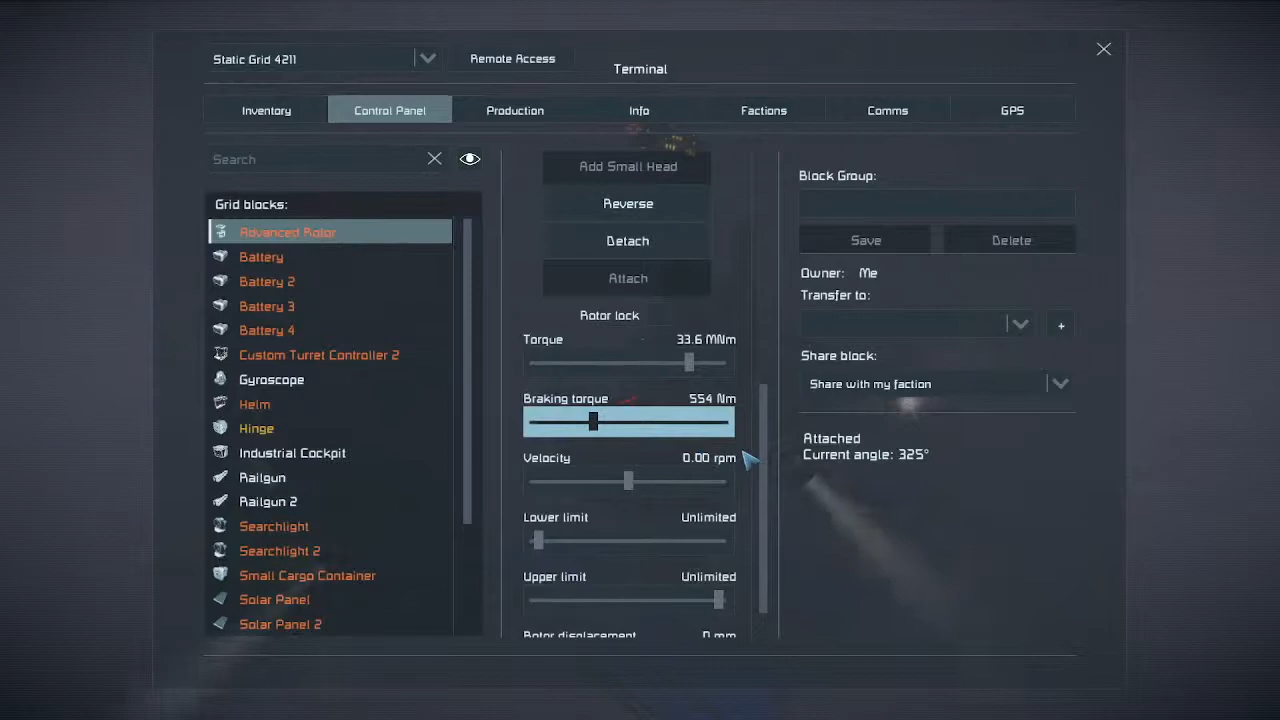 Static Grid 4211
Remote Access
Terminal
Inventory
Control Panel
Production
Info
Factions
Comms
GPS
Search
Grid blocks:
Advanced Rotor
Battery
Battery 2
Battery 3
Battery 4
Custom Turret Controller 2
Gyroscope
Helm
Hinge
Industrial Cockpit
Railgun
Railgun 2
Searchlight
Searchlight 2
Small Cargo Container
Solar Panel
Solar Panel 2
Add Small Head
Reverse
Detach
Attach
Rotor lock
Torque 33.6 MNm
Braking torque 554 Nm
Velocity 0.00 rpm
Lower limit Unlimited
Upper limit Unlimited
Rotor displacement 0 mm
Block Group:
Save
Delete
Owner: Me
Transfer to:
+
Share block:
Share with my faction
Attached
Current angle: 325°